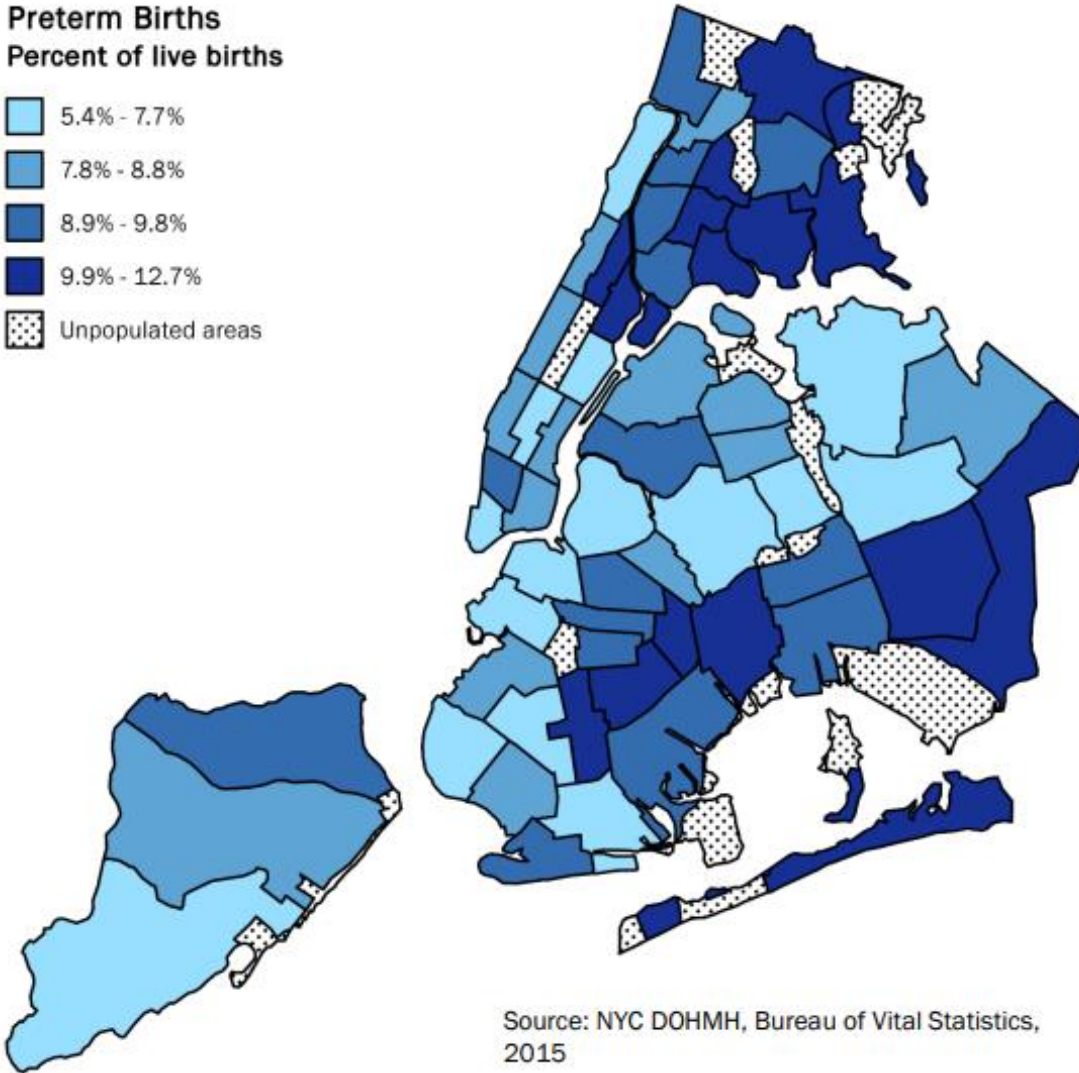 Preterm Births
Percent of live births
5.4% - 7.7%
7.8% - 8.8%
8.9% - 9.8%
9.9% - 12.7%
Unpopulated areas
Source: NYC DOHMH, Bureau of Vital Statistics,
2015